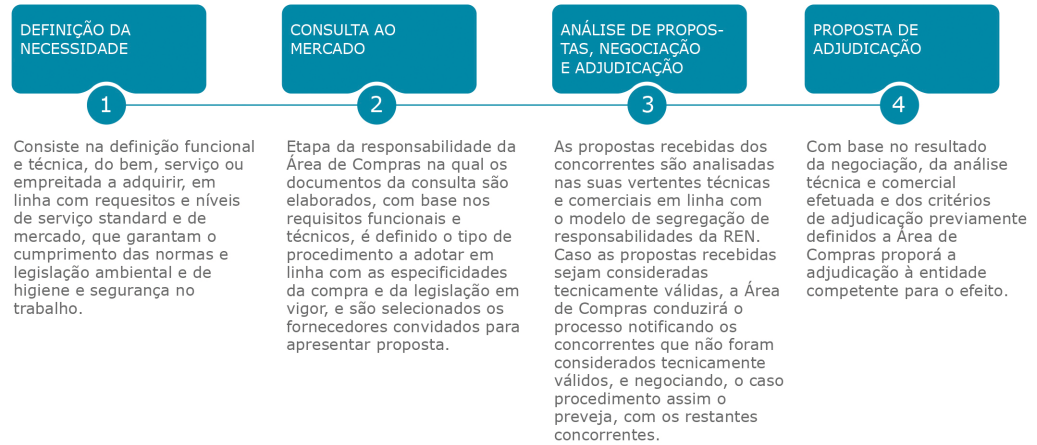 DEFINIÇÃO DA
NECESSIDADE
1
Consiste na definição funcional
e técnica, do bem, serviço ou
empreitada a adquirir, em
linha com requesitos e níveis
de serviço standard e de
mercado, que garantam o
cumprimento das normas e
legislação ambiental e de
higiene e segurança no
trabalho.
CONSULTA AO
MERCADO
2
Etapa da responsabilidade da
Área de Compras na qual os
documentos da consulta são
elaborados, com base nos
requisitos funcionais e
técnicos, é definido o tipo de
procedimento a adotar em
linha com as especificidades
da compra e da legislação em
vigor, e são selecionados os
fornecedores convidados para
apresentar proposta.
ANÁLISE DE PROPOS-
TAS, NEGOCIAÇÃO
E ADJUDICAÇÃO
3
As propostas recebidas dos
concorrentes são analisadas
nas suas vertentes técnicas
e comerciais em linha com
o modelo de segregação de
responsabilidades da REN.
Caso as propostas recebidas
sejam consideradas
tecnicamente válidas, a Área
de Compras conduzirá o
processo notificando os
concorrentes que não foram
considerados tecnicamente
válidos, e negociando, o caso
procedimento assim o
preveja, com os restantes
concorrentes.
PROPOSTA DE
ADJUDICAÇÃO
4
Com base no resultado
da negociação, da análise
técnica e comercial
efetuada e dos critérios
de adjudicação previamente
definidos a Área de
Compras proporá a
adjudicação à entidade
competente para o efeito.